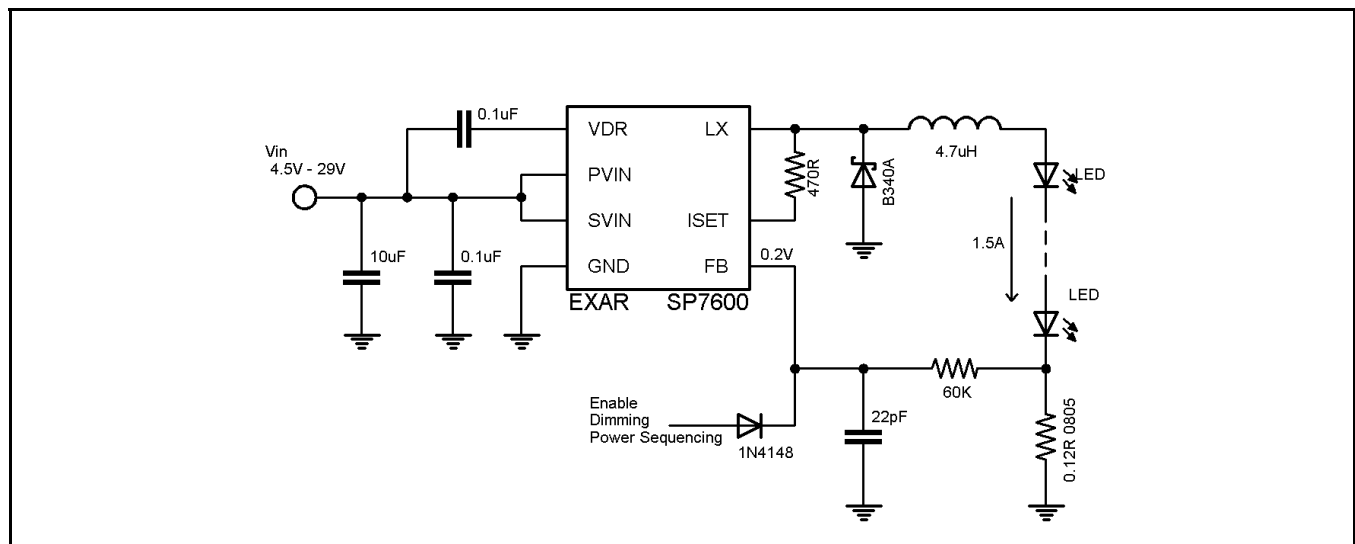 0.1uF
VDR
LX
Vin
4.5V - 29V
PVIN
470R
B340A
4.7uH
LED
SVIN
ISET
1.5A
10uF
0.1uF
GND
FB
0.2V
LED
EXAR
SP7600
60K
Enable
Dimming
Power Sequencing
1N4148
22pF
0.12R 0805